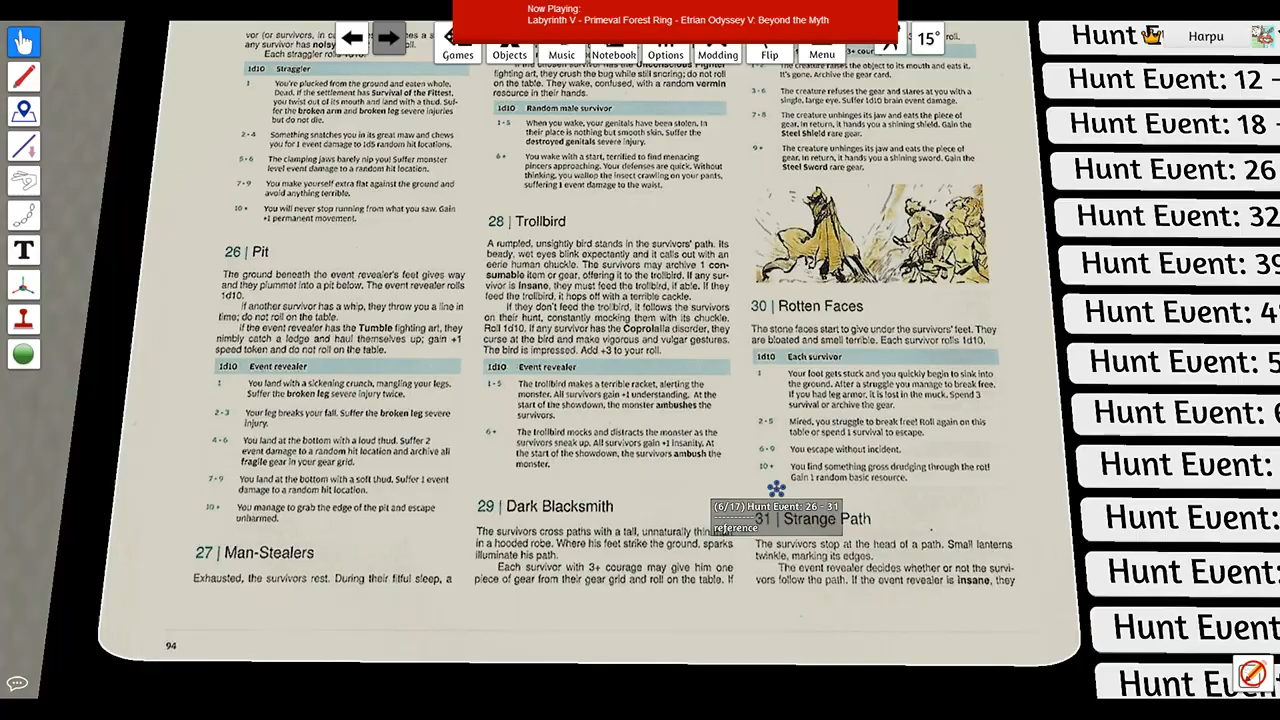 Now Playing:
Labyrinth V - Primeval Forest Ring - Etrian Odyssey V: Beyond the Myth
Games
Objects
Music
Notebook
Options
Modding
Flip
Menu
15°
Harpu
Hunt
Hunt Event: 12 -
Hunt Event: 18 -
Hunt Event: 26
Hunt Event: 32
Hunt Event: 39
Hunt Event: 4
Hunt Event: 5
Hunt Event:
Hunt Event:
Hunt Event:
Hunt Event
Hunt Event
Hunt Event
vor (or survivors, in
any survivor has noisy
Each straggler rolls 1d10.
1d10 Straggler
1 You're plucked from the ground and eaten whole.
Dead. If the settlement has Survival of the Fittest,
you twist out of its mouth and land with a thud. Suf-
fer the broken arm and broken leg severe injuries
but do not die.
2 - 4 Something snatches you in its great maw and chews
you for 1 event damage to 1d5 random hit locations.
5 - 6 The clamping jaws barely nip you! Suffer monster
level event damage to a random hit location.
7 - 9 You make yourself extra flat against the ground and
avoid anything terrible.
10 + You will never stop running from what you saw. Gain
+1 permanent movement.
26 | Pit
The ground beneath the event revealer's feet gives way
and they plummet into a pit below. The event revealer rolls
1d10.
If another survivor has a whip, they throw you a line in
time; do not roll on the table.
If the event revealer has the Tumble fighting art, they
nimbly catch a ledge and haul themselves up; gain +1
speed token and do not roll on the table.
1d10 Event revealer
1 You land with a sickening crunch, mangling your legs.
Suffer the broken leg severe injury twice.
2 - 3 Your leg breaks your fall. Suffer the broken leg severe
injury.
4 - 6 You land at the bottom with a loud thud. Suffer 2
event damage to a random hit location and archive all
fragile gear in your gear grid.
7 - 9 You land at the bottom with a soft thud. Suffer 1 event
damage to a random hit location.
10 + You manage to grab the edge of the pit and escape
unharmed.
27 | Man-Stealers
Exhausted, the survivors rest. During their fitful sleep, a
94
fighting art, they crush the bug while still snoring; do not roll
on the table. They wake, confused, with a random vermin
resource in their hands.
1d10 Random male survivor
1 - 5 When you wake, your genitals have been stolen. In
their place is nothing but smooth skin. Suffer the
destroyed genitals severe injury.
6 + You wake with a start, terrified to find menacing
pincers approaching. Your defenses are quick. Without
thinking, you wallop the insect crawling on your pants,
suffering 1 event damage to the waist.
28 | Trollbird
A rumpled, unsightly bird stands in the survivors' path. Its
beady, wet eyes blink expectantly and it calls out with an
eerie human chuckle. The survivors may archive 1 con-
sumable item or gear, offering it to the trollbird. If any sur-
vivor is insane, they must feed the trollbird, if able. If they
feed the trollbird, it hops off with a terrible cackle.
If they don't feed the trollbird, it follows the survivors
on their hunt, constantly mocking them with its chuckle.
Roll 1d10. If any survivor has the Coprolalia disorder, they
curse at the bird and make vigorous and vulgar gestures.
The bird is impressed. Add +3 to your roll.
1d10 Event revealer
1 - 5 The trollbird makes a terrible racket, alerting the
monster. All survivors gain +1 understanding. At the
start of the showdown, the monster ambushes the
survivors.
6 + The trollbird mocks and distracts the monster as the
survivors sneak up. All survivors gain +1 insanity. At
the start of the showdown, the survivors ambush the
monster.
29 | Dark Blacksmith
The survivors cross paths with a tall, unnaturally thin
in a hooded robe. Where his feet strike the ground, sparks
illuminate his path.
Each survivor with 3+ courage may give him one
piece of gear from their gear grid and roll on the table. If
The creature raises the object to its mouth and eats it.
It's gone. Archive the gear card.
3 - 6 The creature refuses the gear and stares at you with a
single, large eye. Suffer 1d10 brain event damage.
7 - 8 The creature unhinges its jaw and eats the piece of
gear. In return, it hands you a shining shield. Gain the
Steel Shield rare gear.
9 + The creature unhinges its jaw and eats the piece of
gear. In return, it hands you a shining sword. Gain the
Steel Sword rare gear.
30 | Rotten Faces
The stone faces start to give under the survivors' feet. They
are bloated and smell terrible. Each survivor rolls 1d10.
1d10 Each survivor
1 Your foot gets stuck and you quickly begin to sink into
the ground. After a struggle you manage to break free.
If you had leg armor, it is lost in the muck. Spend 3
survival or archive the gear.
2 - 5 Mired, you struggle to break free! Roll again on this
table or spend 1 survival to escape.
6 - 9 You escape without incident.
10 + You find something gross drudging through the rot!
Gain 1 random basic resource.
(6/17) Hunt Event: 26 - 31
reference
31 | Strange Path
The survivors stop at the head of a path. Small lanterns
twinkle, marking its edges.
The event revealer decides whether or not the survi-
vors follow the path. If the event revealer is insane, they